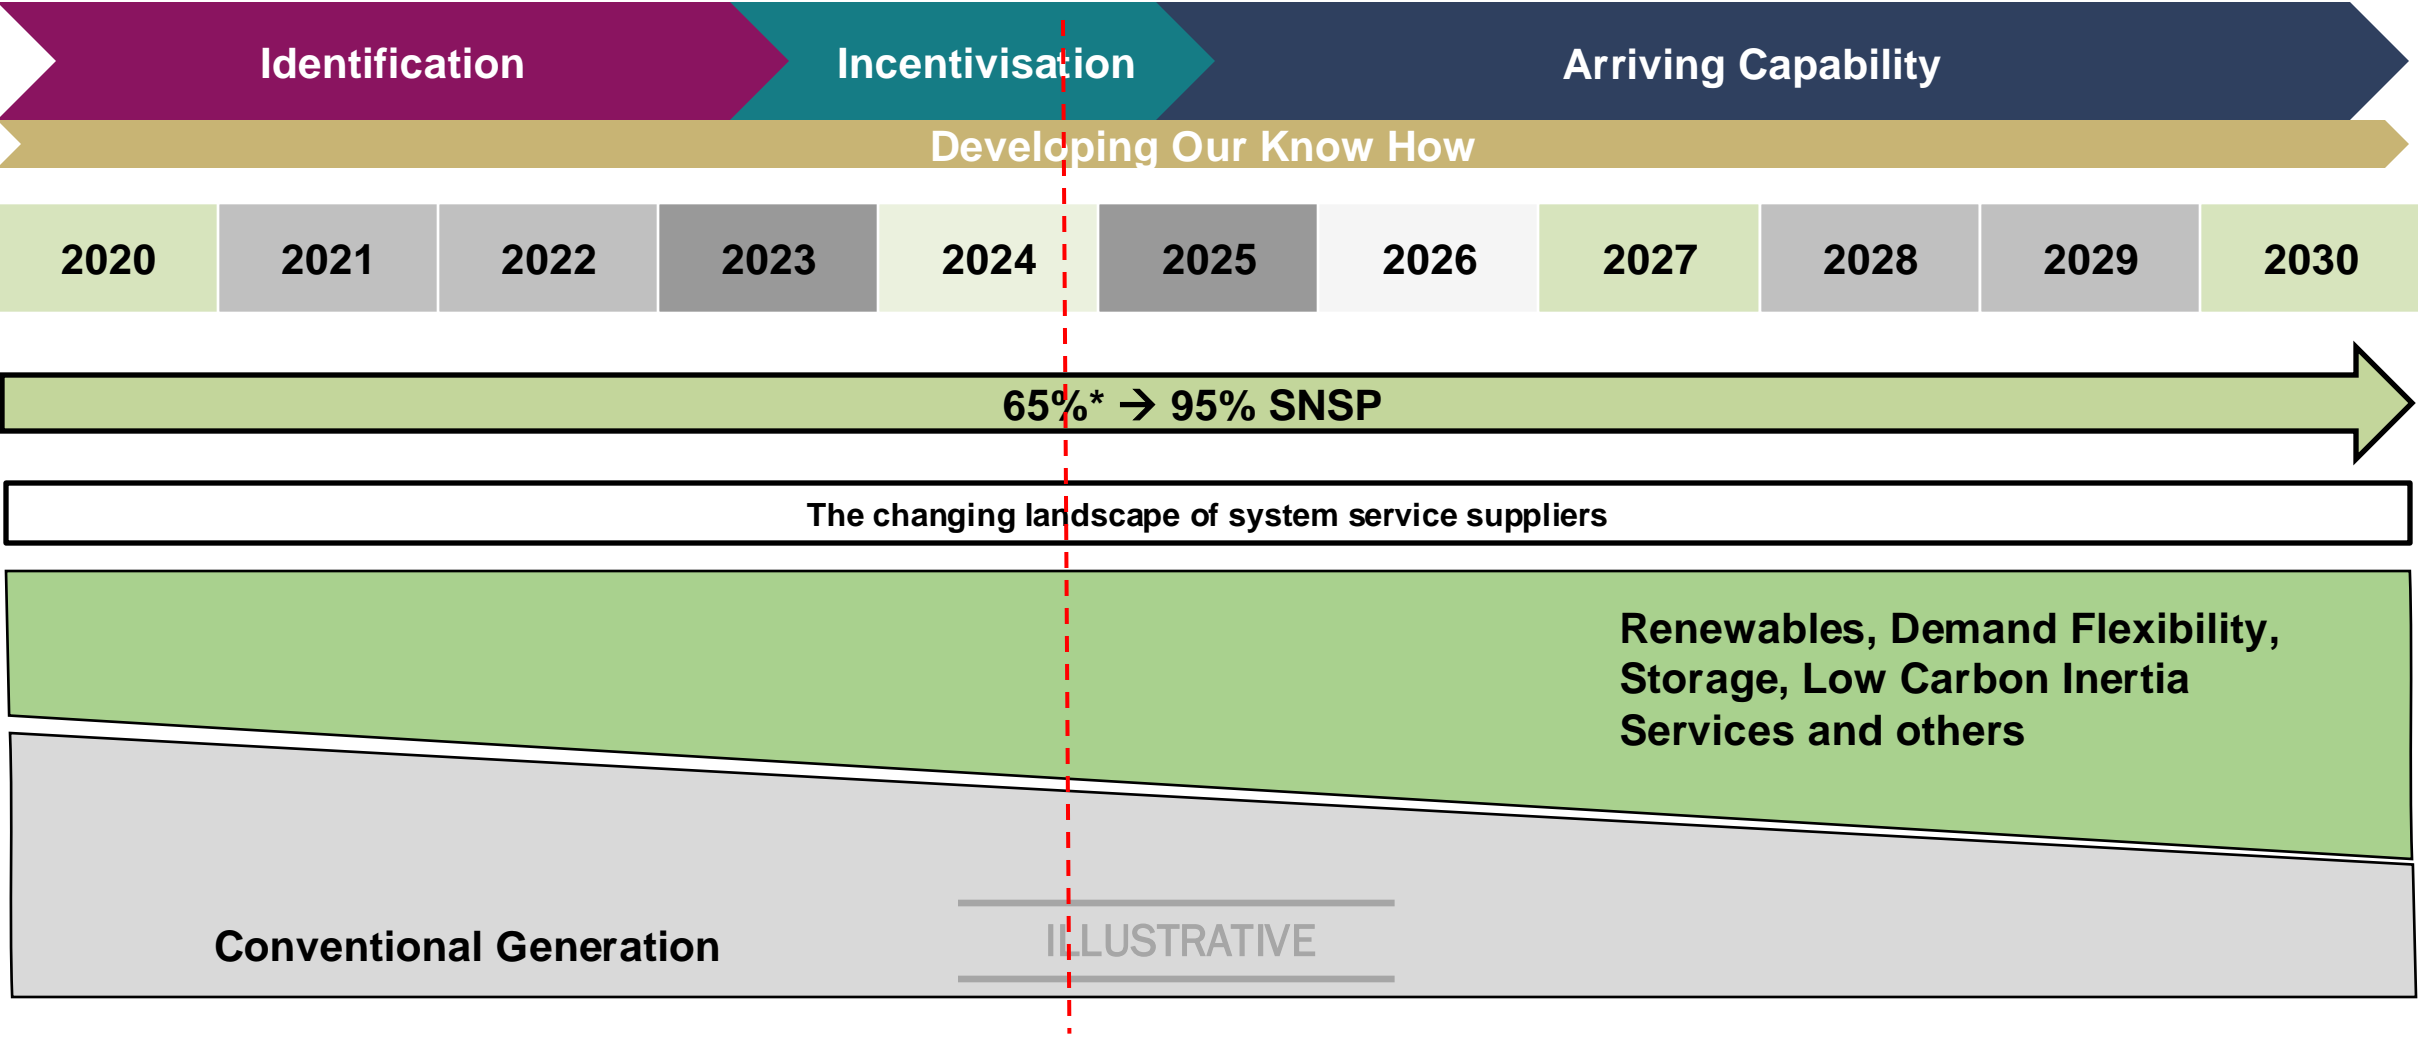 Identification
Incentivisation
Arriving Capability
Developing Our Know How
2020
2021
2022
2023
2024
2025
2026
2027
2028
2029
2030
65%* → 95% SNSP
The changing landscape of system service suppliers
Renewables, Demand Flexibility,
Storage, Low Carbon Inertia
Services and others
Conventional Generation
ILLUSTRATIVE